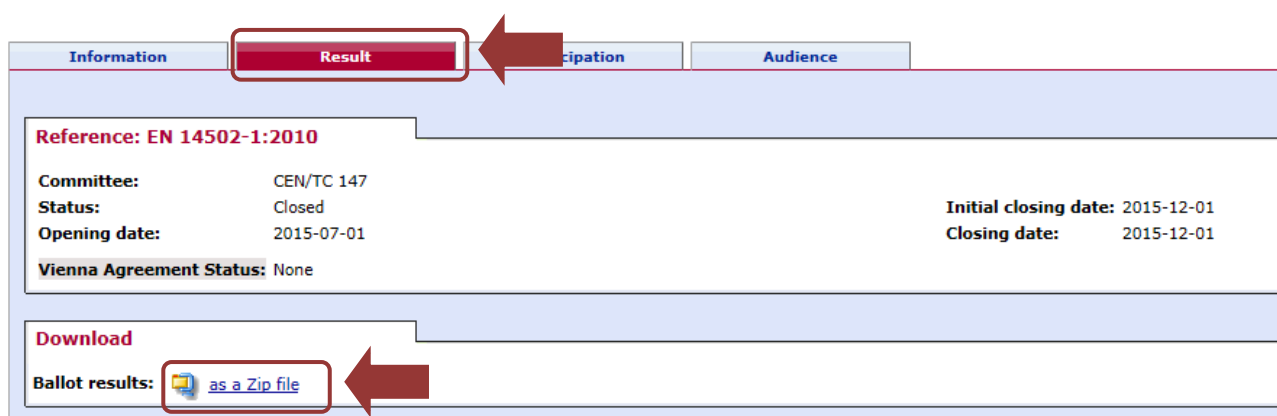 Information Result cipation Audience
Reference: EN 14502-1:2010
Committee: CEN/TC 147
Status: Closed Initial closing date: 2015-12-01
Opening date: 2015-07-01 Closing date: 2015-12-01
Vienna Agreement Status: None
Download
Ballot results: as a Zip file